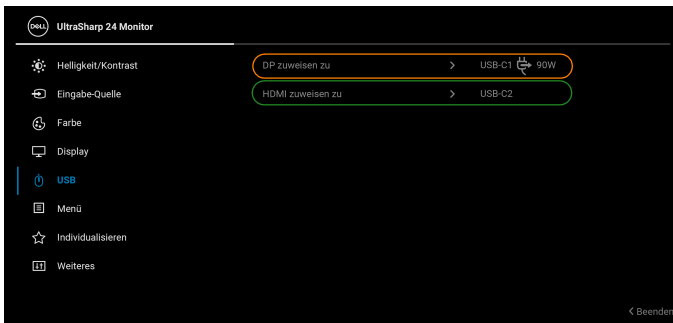 DELL UltraSharp 24 Monitor
Helligkeit/Kontrast
DP zuweisen zu > USB-C1 90W
Eingabe-Quelle
HDMI zuweisen zu > USB-C2
Farbe
Display
USB
Menü
Individualisieren
Weiteres
< Beenden